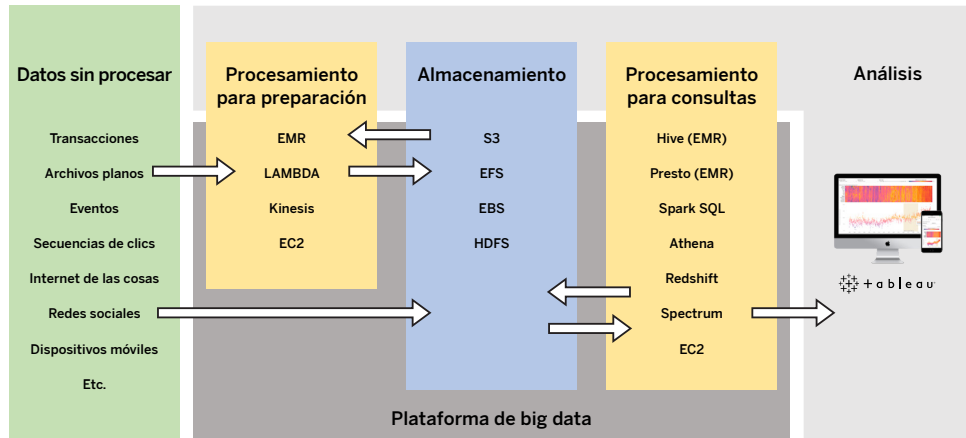 Datos sin procesar
Transacciones
Archivos planos
Eventos
Secuencias de clics
Internet de las cosas
Redes sociales
Dispositivos móviles
Etc.
Procesamiento
para preparación
EMR
LAMBDA
Kinesis
EC2
Almacenamiento
S3
EFS
EBS
HDFS
Procesamiento
para consultas
Hive (EMR)
Presto (EMR)
Spark SQL
Athena
Redshift
Spectrum
EC2
Análisis
+ableau
Plataforma de big data